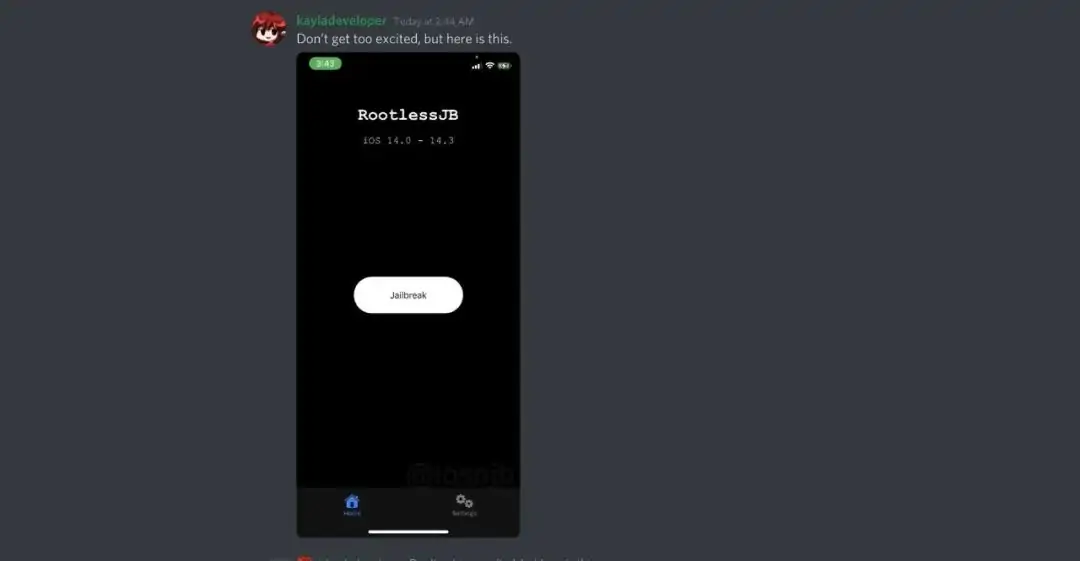 kayladeveloper Today at 2:44 AM
Don't get too excited, but here is this.
3:43
RootlessJB
iOS 14.0 - 14.3
Jailbreak
Home
Settings